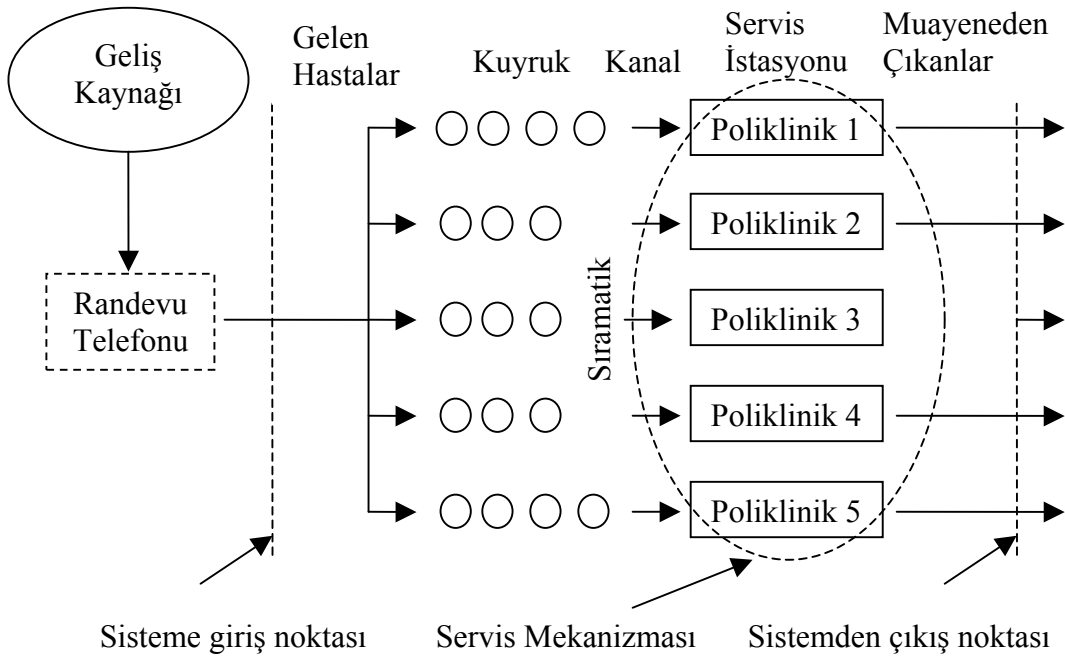 Geliş
Kaynağı
Gelen
Hastalar
Kuyruk
Kanal
Servis
İstasyonu
Muayeneden
Çıkanlar
Poliklinik 1
Poliklinik 2
Randevu
Telefonu
Sıramatik
Poliklinik 3
Poliklinik 4
Poliklinik 5
Sisteme giriş noktası
Servis Mekanizması
Sistemden çıkış noktası